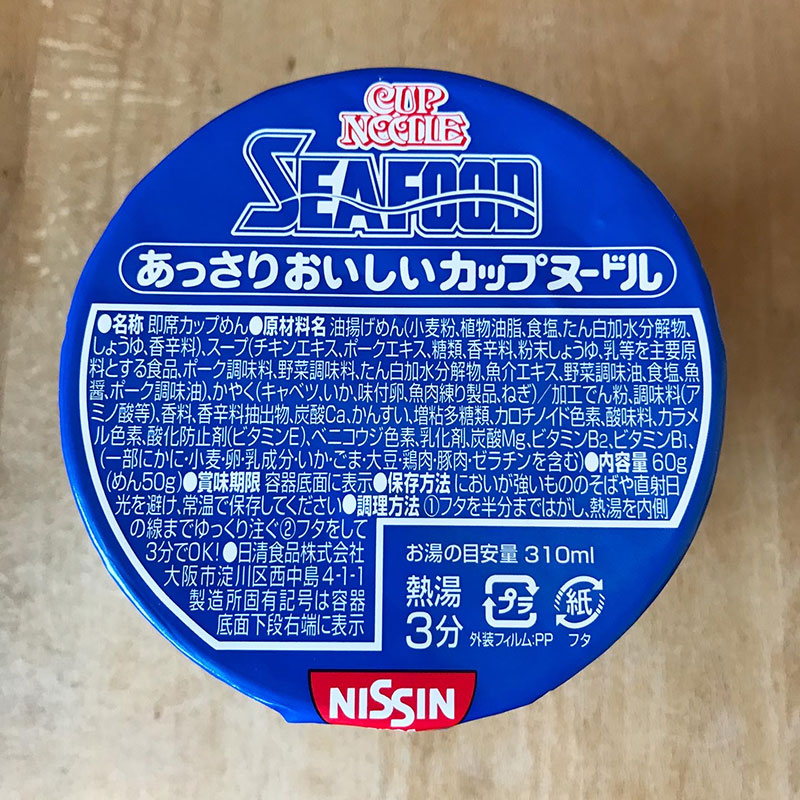 CUP
NOODLE
SEAFOOD
あっさりおいしいカップヌードル
●名称 即席カップめん●原材料名 油揚げめん(小麦粉、植物油脂、食塩、たん白加水分解物、
しょうゆ、香辛料)、スープ(チキンエキス、ポークエキス、糖類、香辛料、粉末しょうゆ、乳等を主要原
料とする食品、ポーク調味料、野菜調味料、たん白加水分解物、魚介エキス、野菜調味油、食塩、魚
醤、ポーク調味油)、かやく(キャベツ、いか、味付卵、魚肉練り製品、ねぎ)/加工でん粉、調味料(ア
ミノ酸等)、香料、香辛料抽出物、炭酸Ca、かんすい、増粘多糖類、カロチノイド色素、酸味料、カラメ
ル色素、酸化防止剤(ビタミンE)、ベニコウジ色素、乳化剤、炭酸Mg、ビタミンB2、ビタミンB1、
(一部にかに・小麦・卵・乳成分・いか・ごま・大豆・鶏肉・豚肉・ゼラチンを含む)●内容量 60g
(めん50g)●賞味期限 容器底面に表示●保存方法 においが強いもののそばや直射日
光を避け、常温で保存してください●調理方法 ①フタを半分まではがし、熱湯を内側
の線までゆっくり注ぐ②フタをして
3分でOK!●日清食品株式会社
大阪市淀川区西中島4-1-1
製造所固有記号は容器
底面下段右端に表示
お湯の目安量 310ml
熱湯
3分
プラ
外装フィルム:PP
紙
フタ
NISSIN